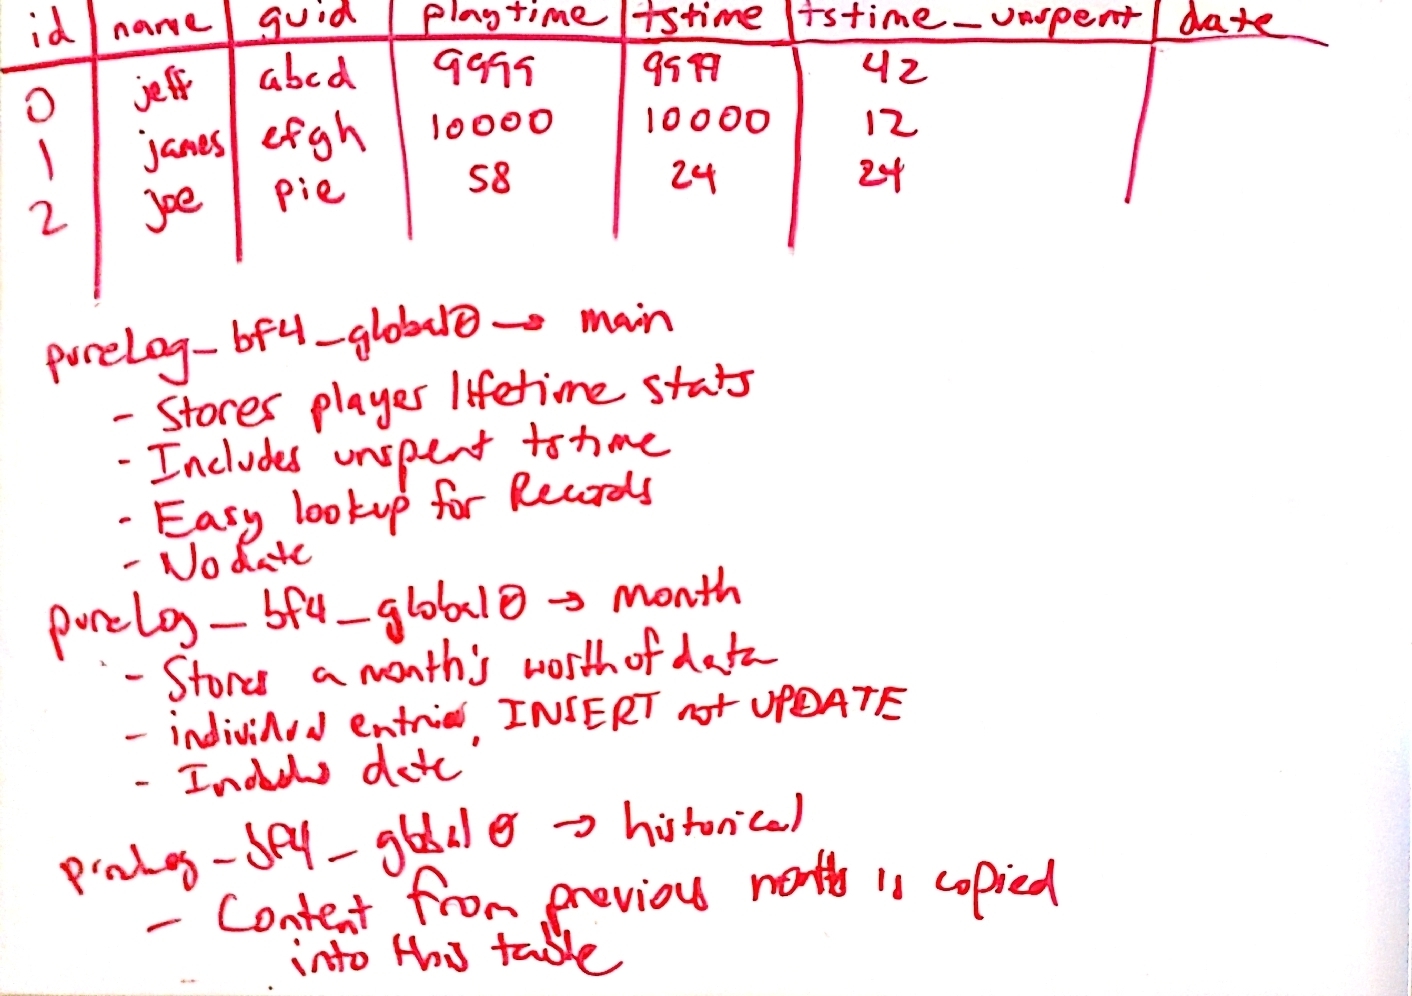 id name guid playtime tstime tstime_unspent date
0 jeff abcd 9999 9999 42
1 james efgh 10000 10000 12
2 joe pie 58 24 24
pureLog_bf4_global0 → main
- Stores player lifetime stats
- Includes unspent tstime
- Easy lookup for Records
- No date
pureLog_bf4_global0 → month
- Stores a month's worth of data
- individual entries, INSERT not UPDATE
- Includes date
pureLog_bf4_global0 → historical
- Content from previous months is copied
into this table